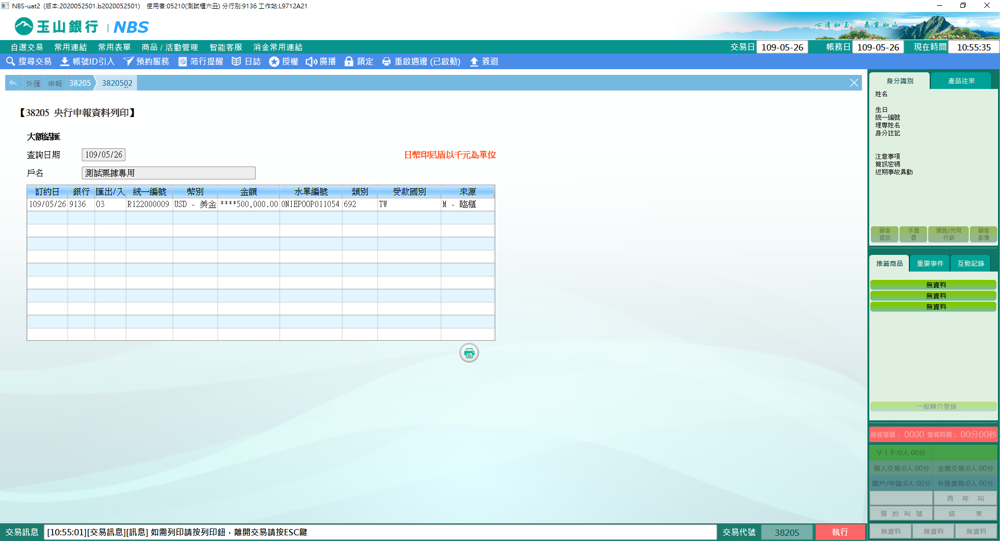 NBS-uat2 (版本:2020052501.b2020052501) 使用者:05210(測試櫃六丑) 分行別:9136 工作站:L9712A21
玉山銀行 | NBS
心清如玉。義重如山。
自選交易 常用連結 常用表單 商品 / 活動管理 智能客服 消金常用連結 交易日 109-05-26 帳務日 109-05-26 現在時間 10:55:35
搜尋交易 帳號ID引入 預約服務 蒞行提醒 日誌 授權 廣播 鎖定 重啟週邊 (已啟動) 簽退
外匯 申報 38205 3820502
【38205 央行申報資料列印】
大額結匯
查詢日期 109/05/26 日幣印尼盾以千元為單位
戶名 測試票據專用
訂約日 銀行 匯出/入 統一編號 幣別 金額 水單編號 類別 受款國別 來源
109/05/26 9136 03 R122000009 USD - 美金 ****500,000.00 0NIEP00P011054 692 TW M - 臨櫃
身分識別 產品往來
姓名
生日
統一編號
理專姓名
身分註記
注意事項
簡訊密碼
近期事故異動
顧客資訊 手續費 通路/共同行銷 顧客影像
推薦商品 重要事件 互動記錄
無資料
無資料
無資料
一般轉介登錄
服務號碼： 0000 等候時間： 00分00秒
ＶＩＰ:0人 00分
個人交易:0人 00分 企業交易:0人 00分
開戶/申請:0人 00分 外匯業務:0人 00分
再 呼 叫
預 約 叫 號 結 束
無資料 無資料 無資料
交易訊息 [10:55:01][交易訊息][訊息] 如需列印請按列印鈕，離開交易請按ESC鍵 交易代號 38205 執行